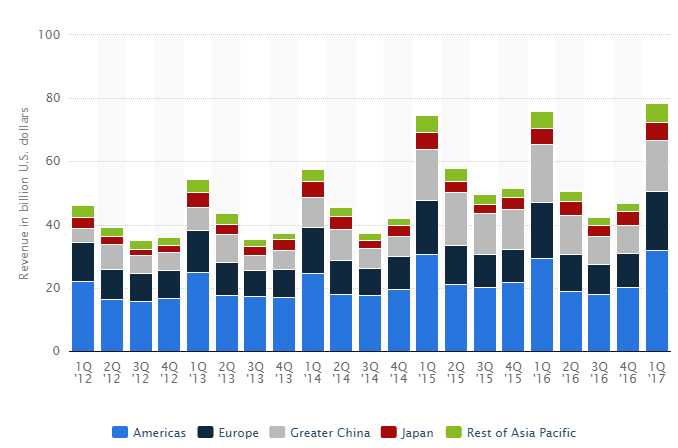 100
80
60
40
20
0
Revenue in billion U.S. dollars
1Q 2Q 3Q 4Q 1Q 2Q 3Q 4Q 1Q 2Q 3Q 4Q 1Q 2Q 3Q 4Q 1Q 2Q 3Q 4Q 1Q
'12 '12 '12 '12 '13 '13 '13 '13 '14 '14 '14 '14 '15 '15 '15 '15 '16 '16 '16 '16 '17
Americas Europe Greater China Japan Rest of Asia Pacific